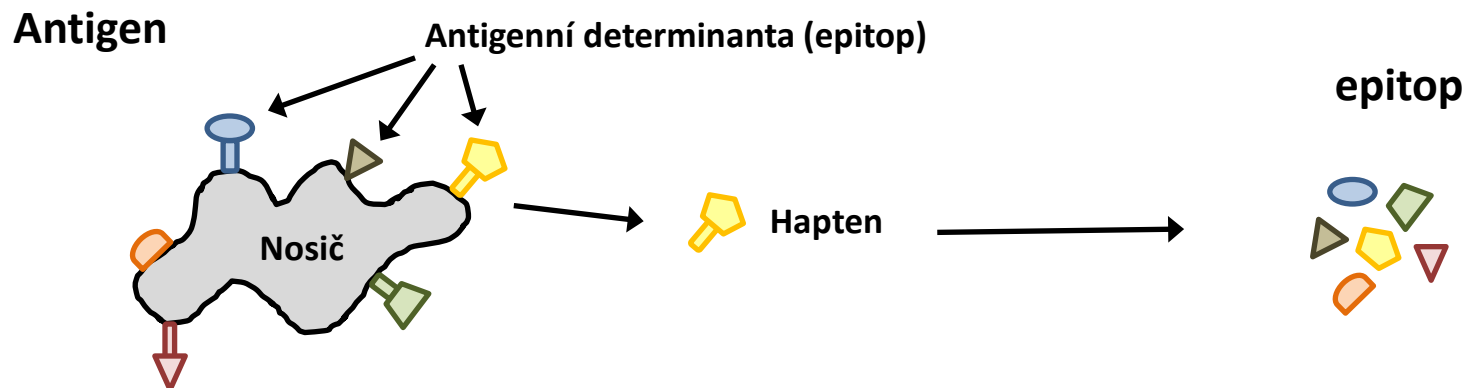 Antigen
Antigenní determinanta (epitop)
epitop
Nosič
Hapten